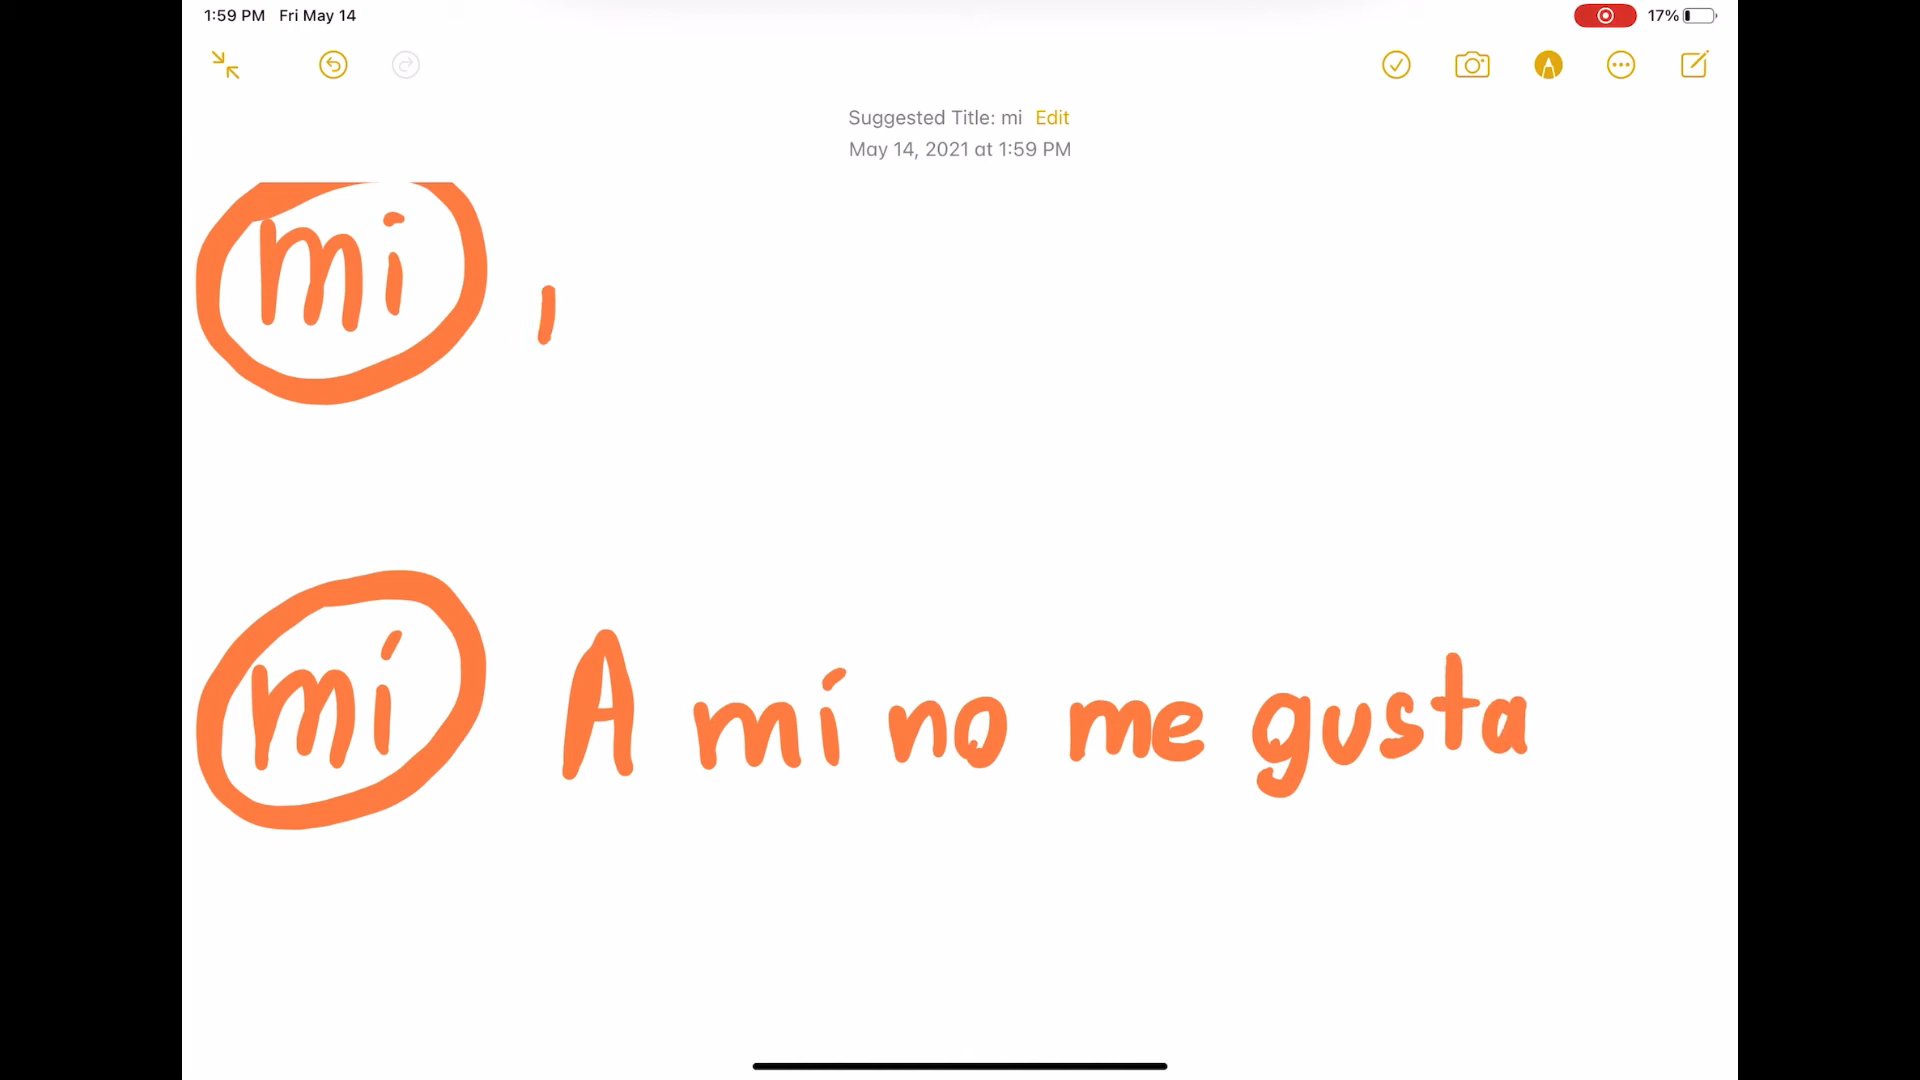 1:59 PM Fri May 14 17%
Suggested Title: mi Edit
May 14, 2021 at 1:59 PM
mi ,
mí A mí no me gusta